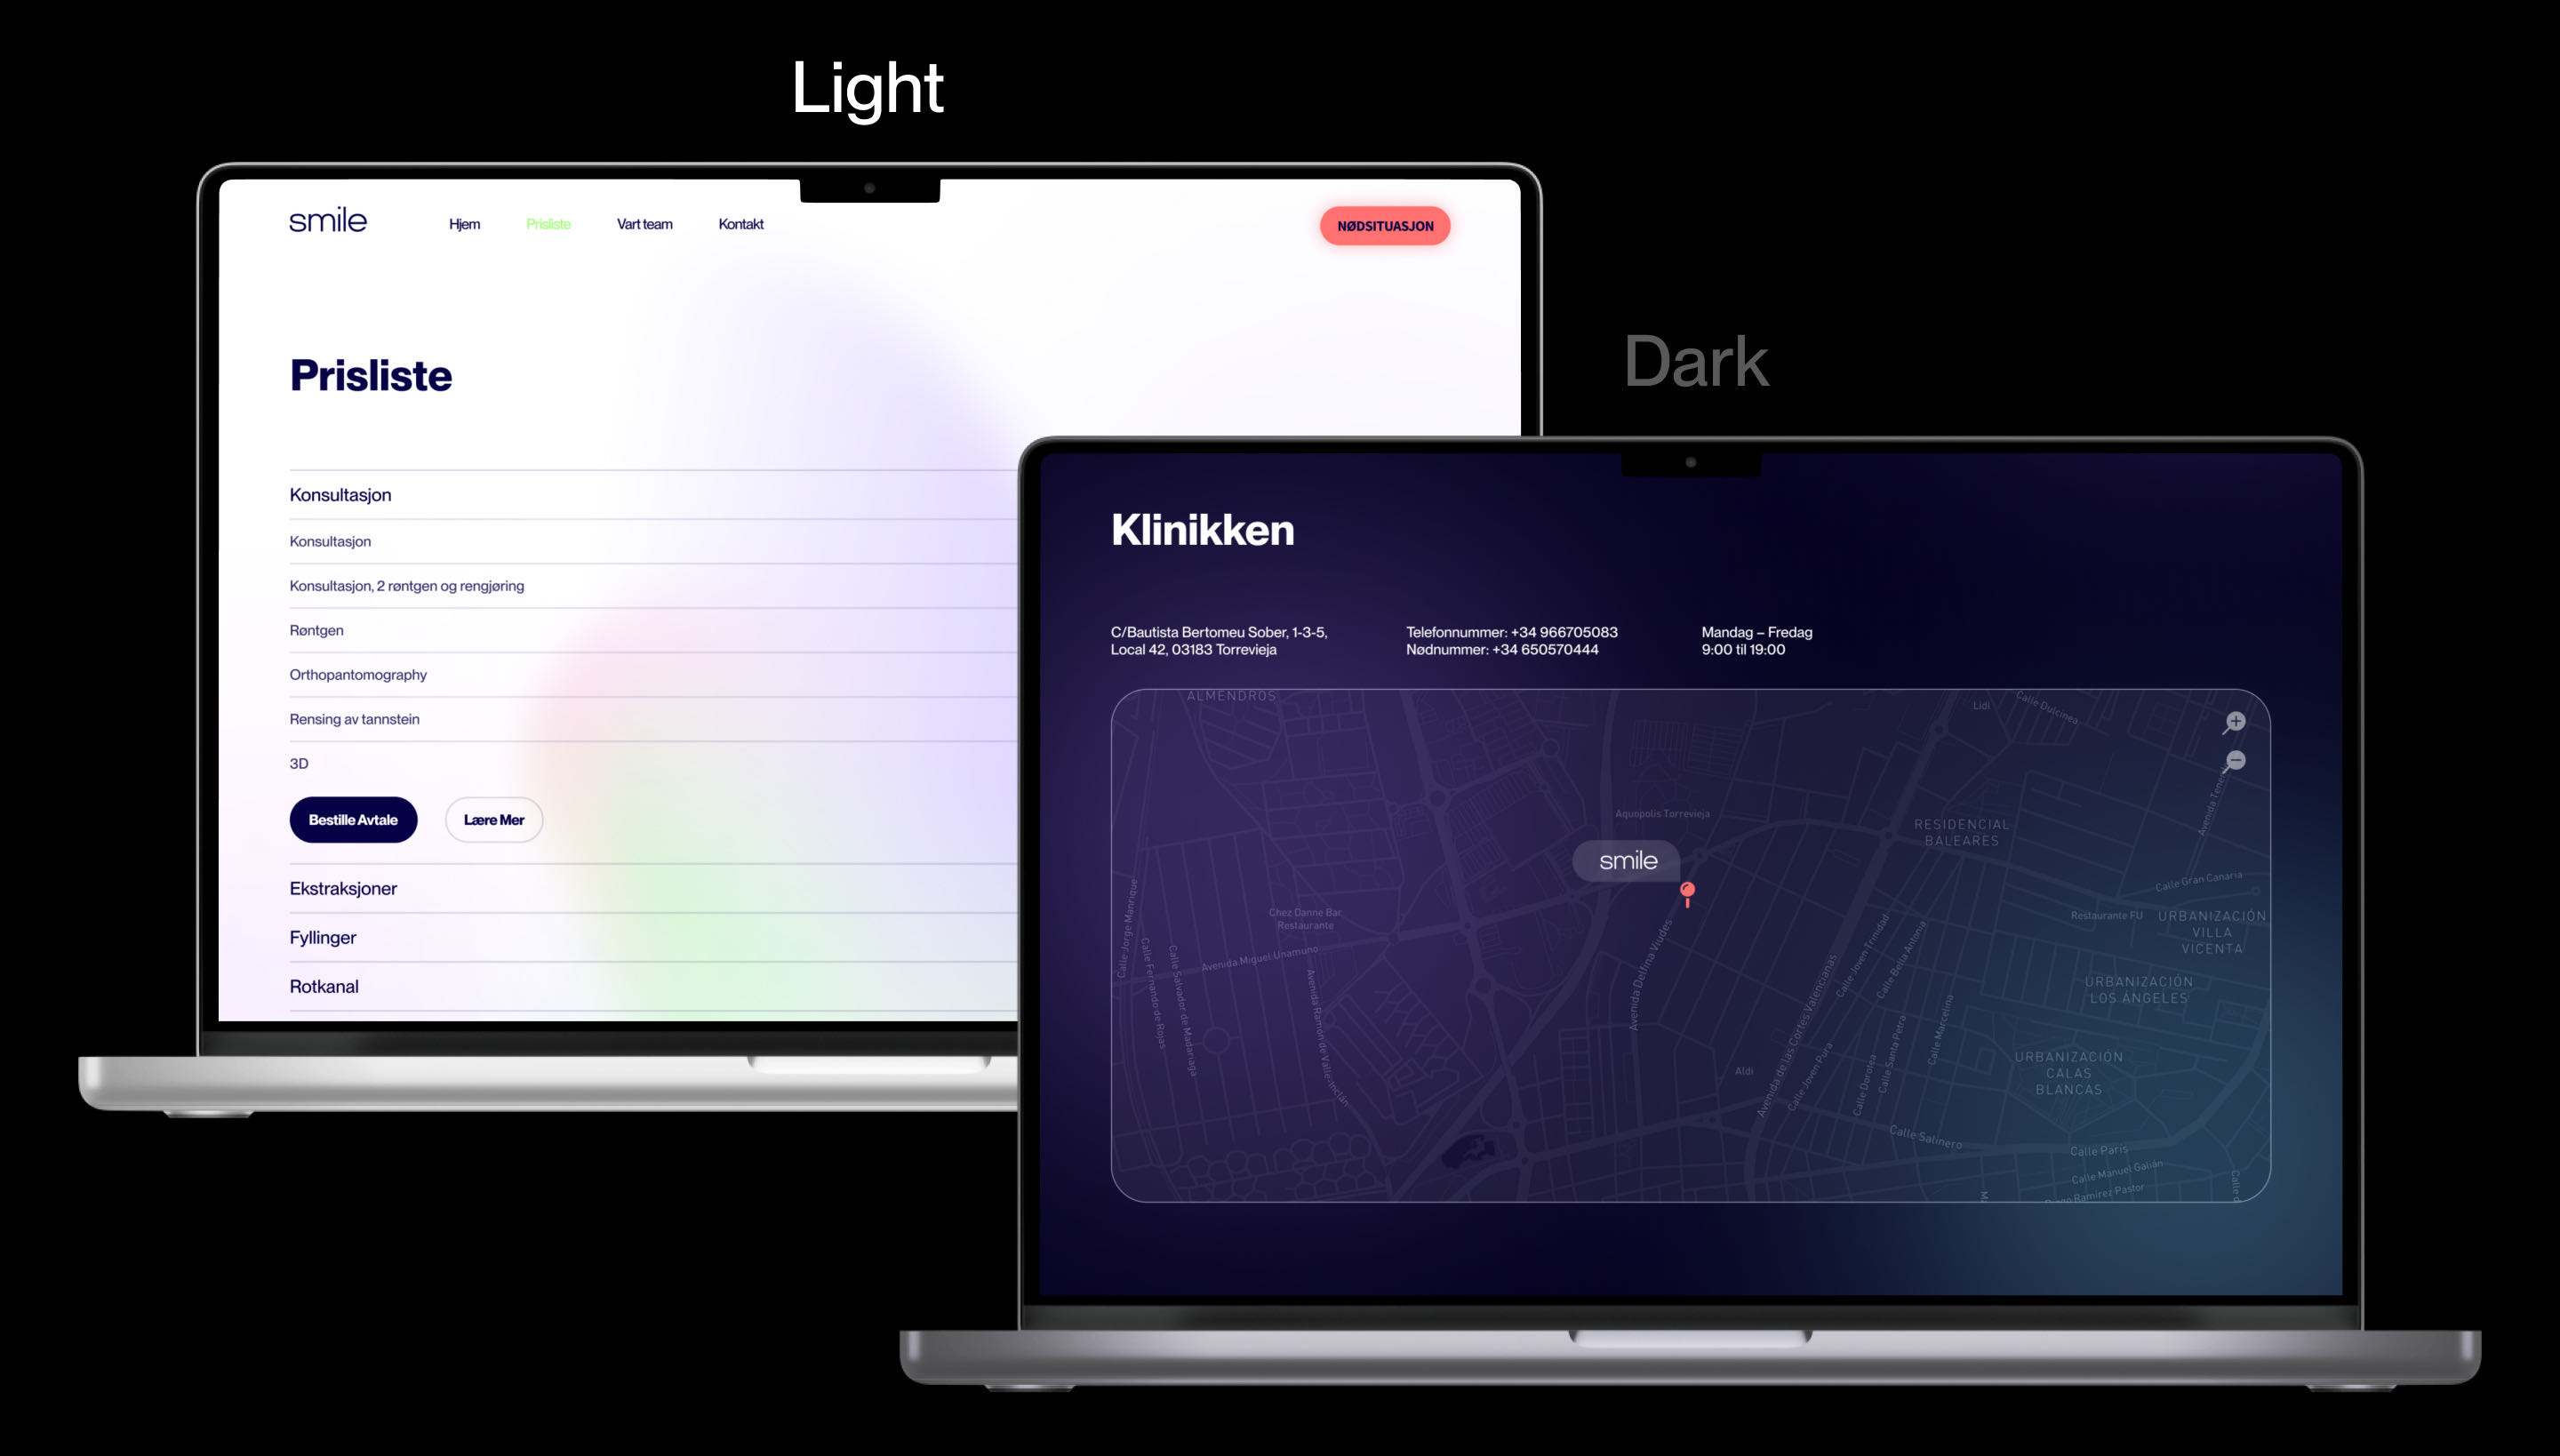 Light
smile
Hjem
Prisliste
Vart team
Kontakt
NØDSITUASJON
Prisliste
Konsultasjon
Konsultasjon
Konsultasjon, 2 røntgen og rengjøring
Røntgen
Orthopantomography
Rensing av tannstein
3D
Bestille Avtale
Lære Mer
Ekstraksjoner
Fyllinger
Rotkanal
Dark
Klinikken
C/Bautista Bertomeu Sober, 1-3-5,
Local 42, 03183 Torrevieja
Telefonnummer: +34 966705083
Nødnummer: +34 650570444
Mandag – Fredag
9:00 til 19:00
ALMENDROS
Lidl
Calle Dulcinea
Aquopolis Torrevieja
RESIDENCIAL
BALEARES
smile
Chez Danne Bar
Restaurante
Calle Gran Canaria
Restaurante FU
URBANIZACIÓN
VILLA
VICENTA
Calle Jorge Manrique
Calle Fernando de Rojas
Calle Salvador de Madariaga
Avenida Miguel Unamuno
Avenida Ramón de Valle-Inclán
Avenida Delfina Viudes
Avenida de las Cortes Valencianas
Calle Joven Trinidad
Calle Bella Antonia
URBANIZACIÓN
LOS ÁNGELES
Calle Joven Pura
Calle Dorotea
Calle Santa Petra
Calle Marcelina
Aldi
URBANIZACIÓN
CALAS
BLANCAS
Calle Salinero
Calle París
Calle Manuel Galián
Ramírez Pastor